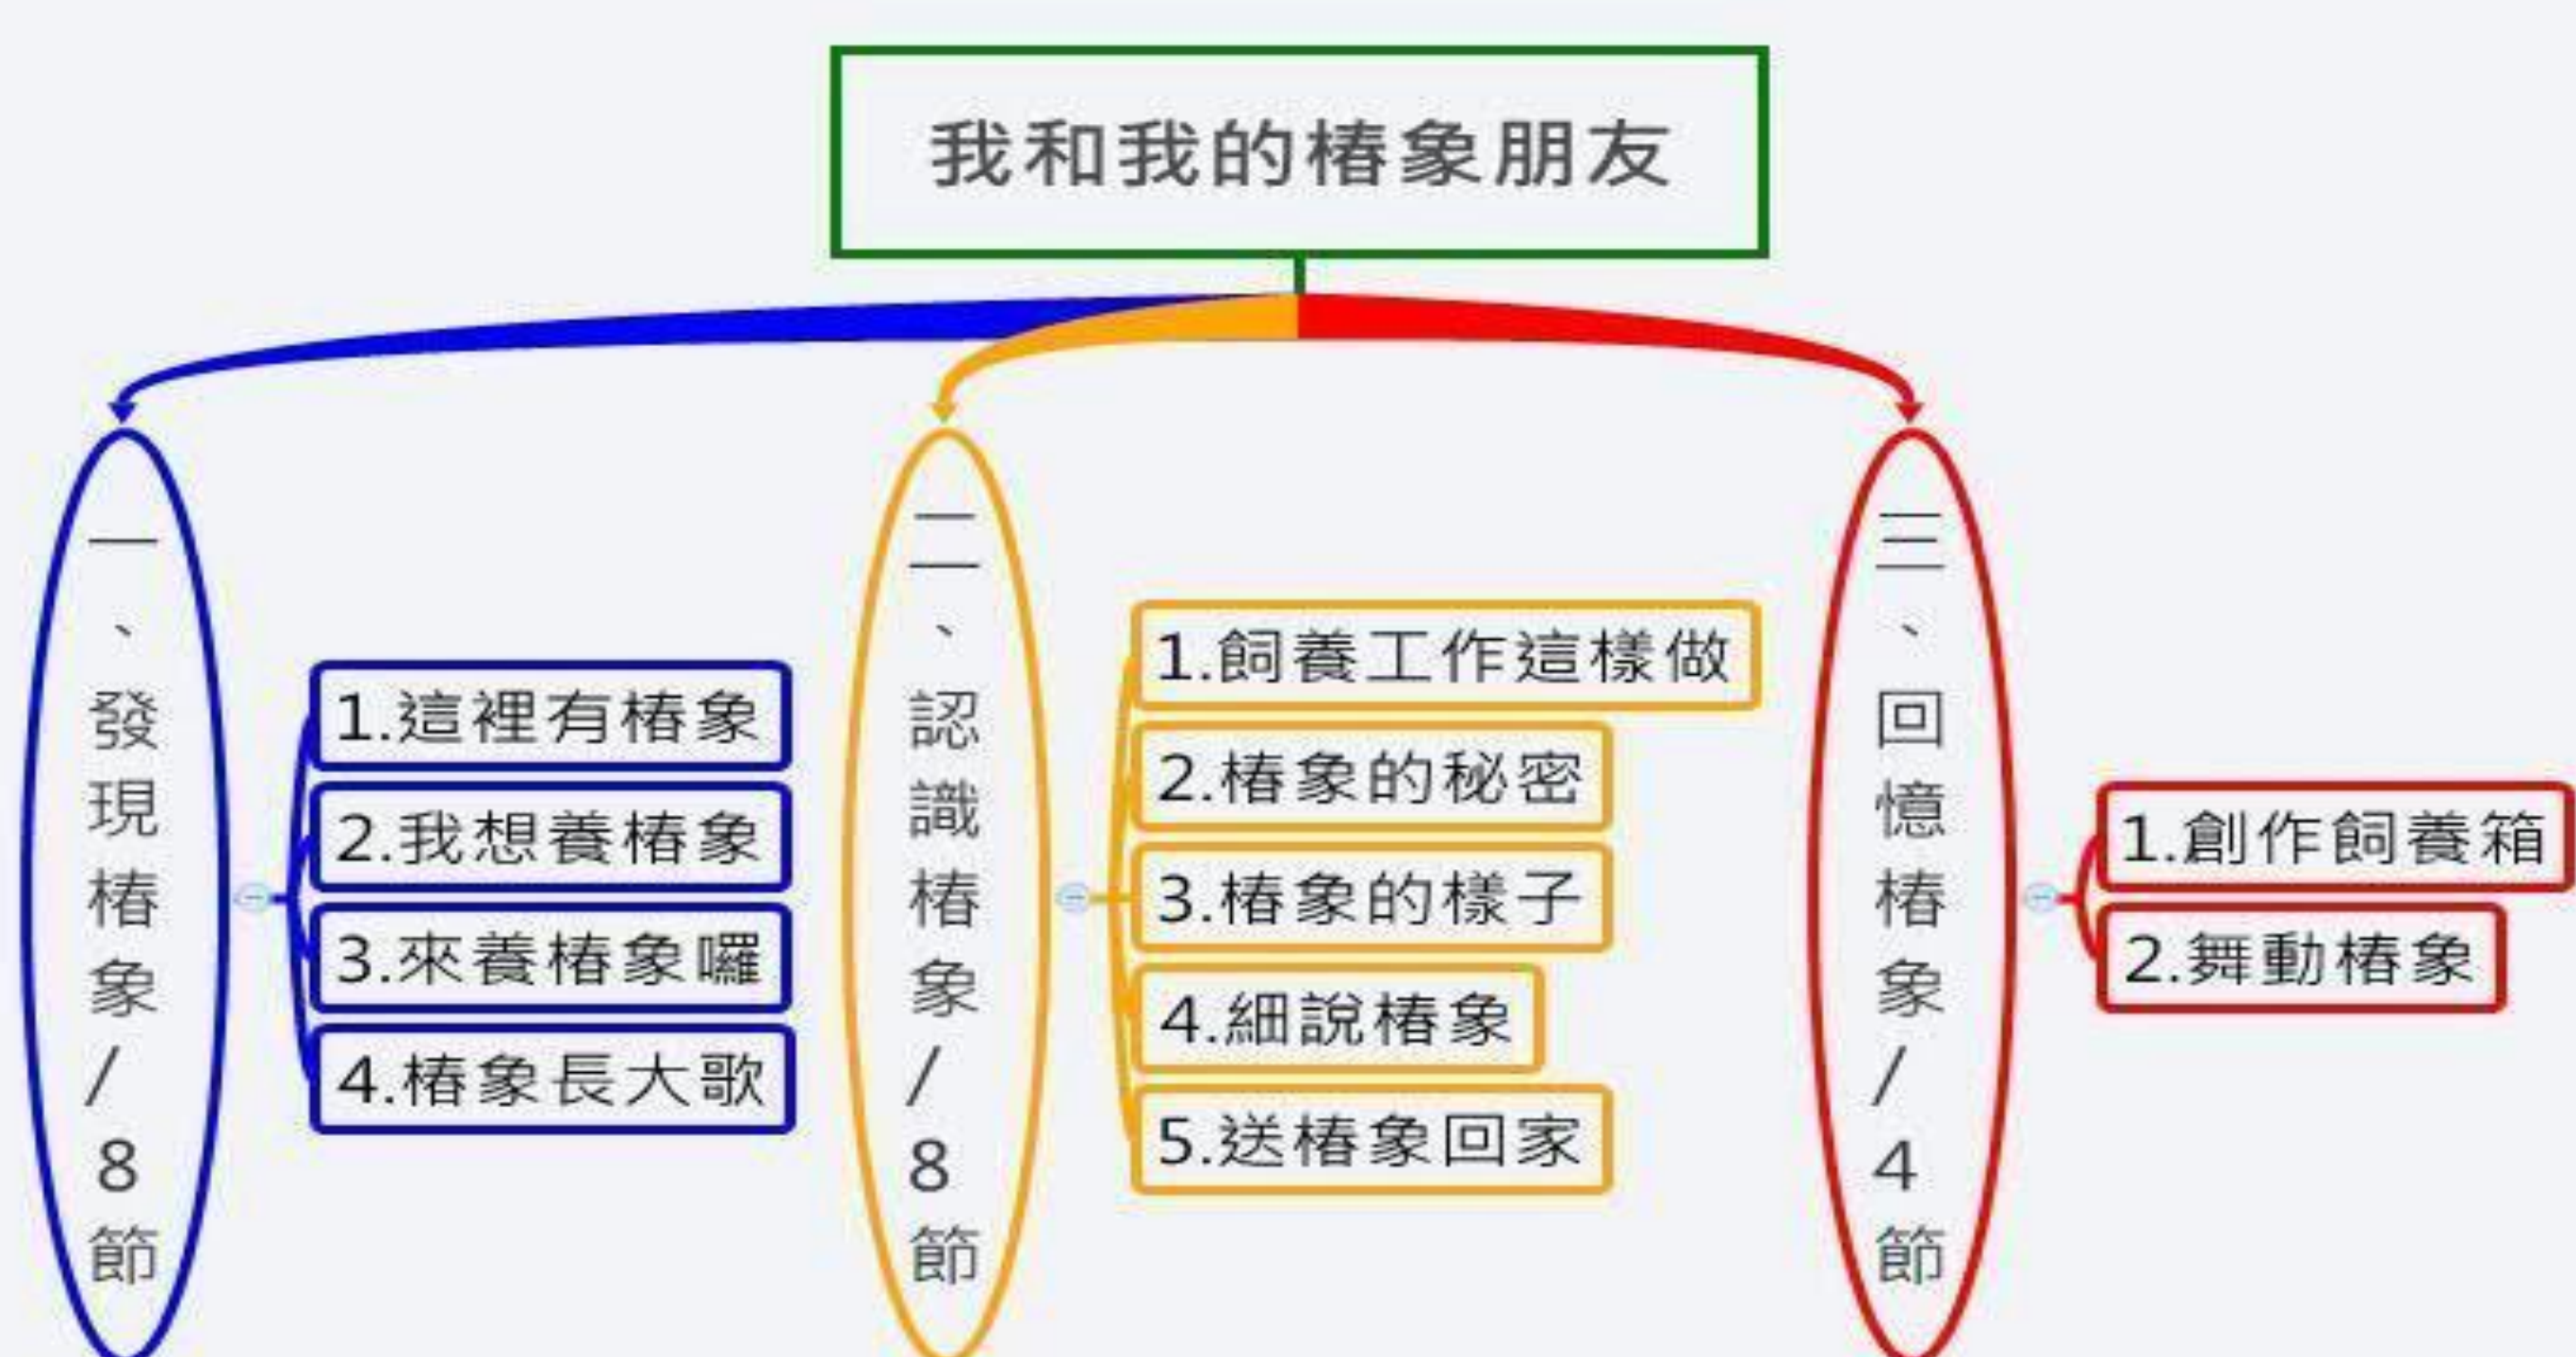 我和我的椿象朋友
一、發現椿象/8節
1.這裡有椿象
2.我想養椿象
3.來養椿象囉
4.椿象長大歌
二、認識椿象/8節
1.飼養工作這樣做
2.椿象的秘密
3.椿象的樣子
4.細說椿象
5.送椿象回家
三、回憶椿象/4節
1.創作飼養箱
2.舞動椿象